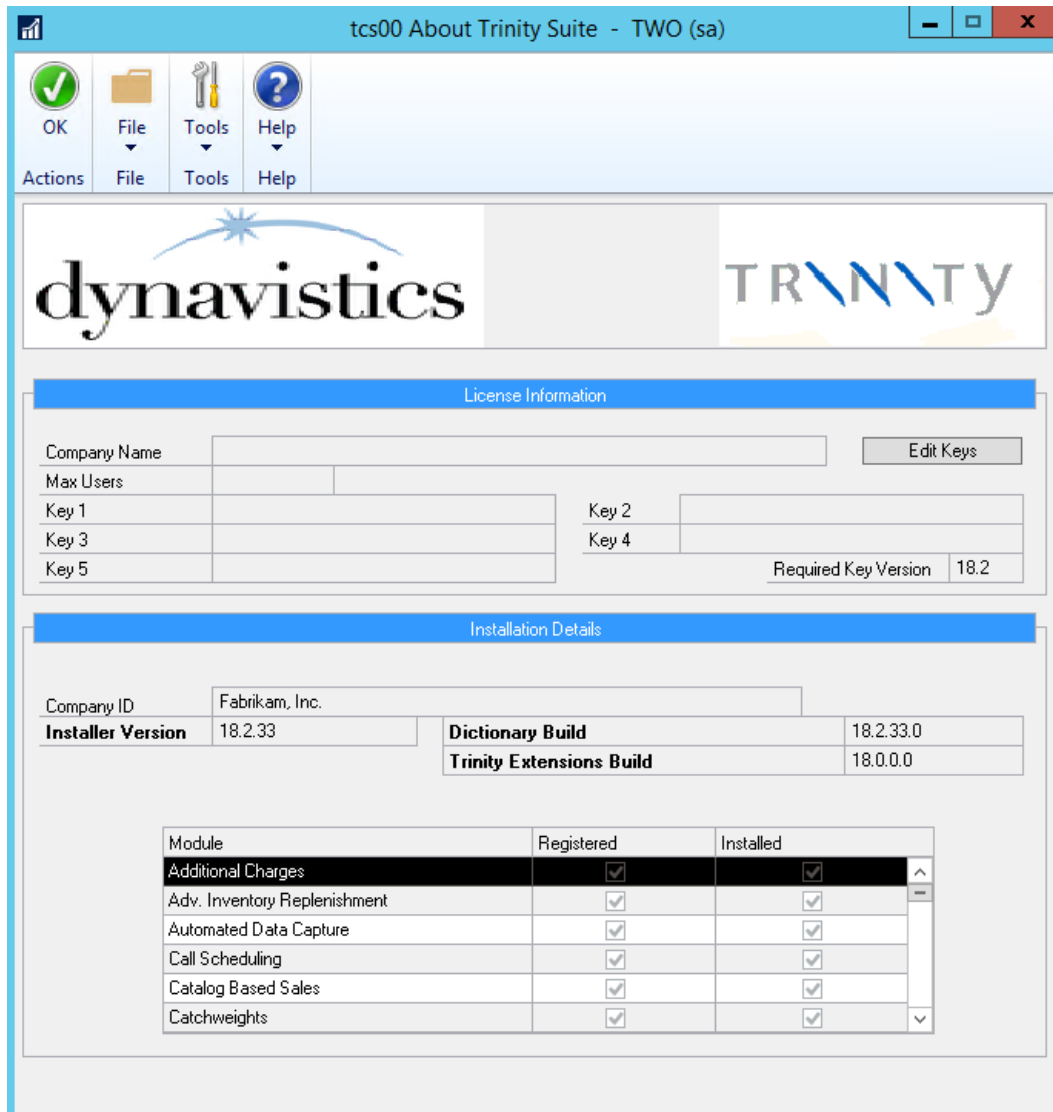 tcs00 About Trinity Suite - TWO (sa)
OK File Tools Help
Actions File Tools Help
dynavistics TRINITY
License Information
Company Name Edit Keys
Max Users
Key 1 Key 2
Key 3 Key 4
Key 5 Required Key Version 18.2
Installation Details
Company ID Fabrikam, Inc.
Installer Version 18.2.33 Dictionary Build 18.2.33.0
Trinity Extensions Build 18.0.0.0
Module Registered Installed
Additional Charges
Adv. Inventory Replenishment
Automated Data Capture
Call Scheduling
Catalog Based Sales
Catchweights